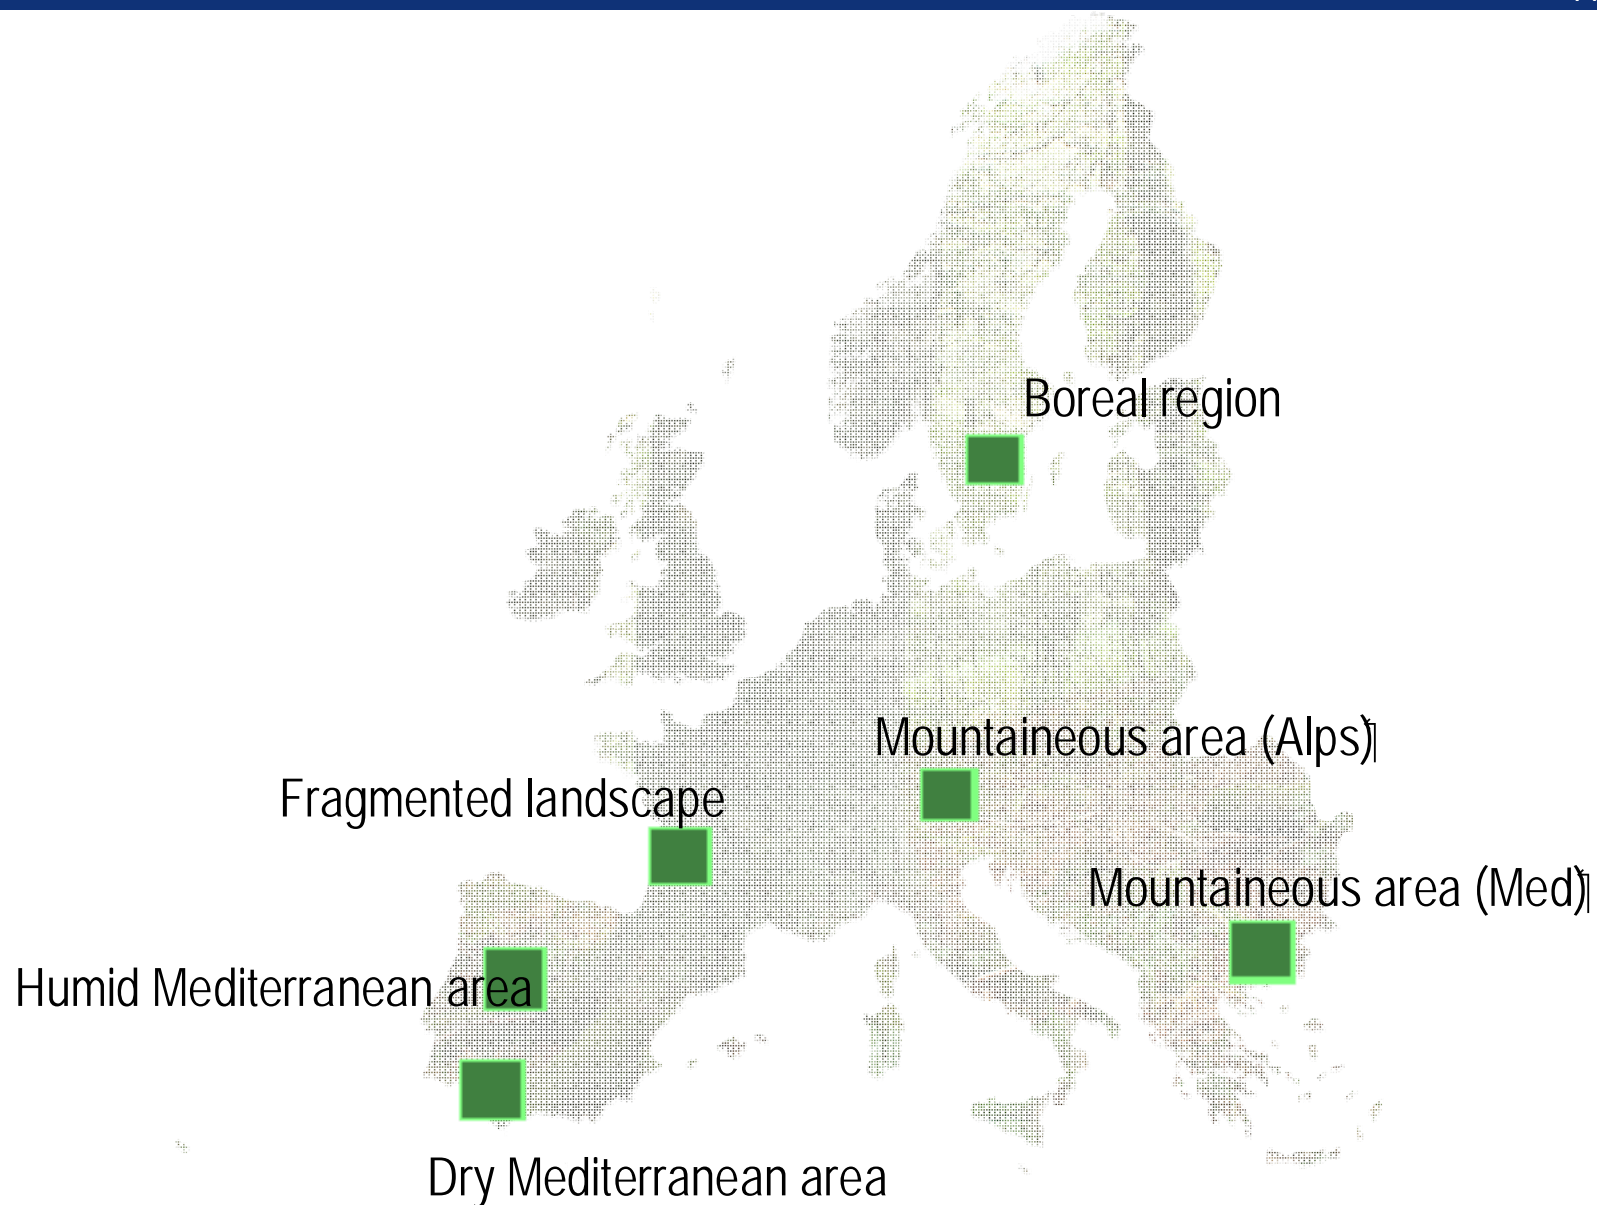 Boreal region
Mountaineous area (Alps)
Fragmented landscape
Mountaineous area (Med)
Humid Mediterranean area
Dry Mediterranean area